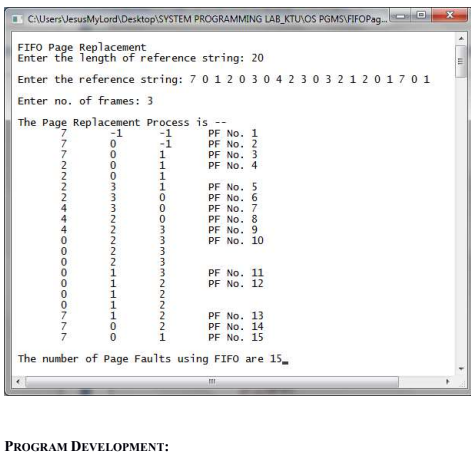 C:\Users\JesusMyLord\Desktop\SYSTEM PROGRAMMING LAB_KTU\OS PGMS\FIFOPag...
FIFO Page Replacement
Enter the length of reference string: 20
Enter the reference string: 7 0 1 2 0 3 0 4 2 3 0 3 2 1 2 0 1 7 0 1
Enter no. of frames: 3
The Page Replacement Process is --
7 -1 -1 PF No. 1
7 0 -1 PF No. 2
7 0 1 PF No. 3
2 0 1 PF No. 4
2 0 1
2 3 1 PF No. 5
2 3 0 PF No. 6
4 3 0 PF No. 7
4 2 0 PF No. 8
4 2 3 PF No. 9
0 2 3 PF No. 10
0 2 3
0 2 3
0 1 3 PF No. 11
0 1 2 PF No. 12
0 1 2
0 1 2
7 1 2 PF No. 13
7 0 2 PF No. 14
7 0 1 PF No. 15
The number of Page Faults using FIFO are 15_
PROGRAM DEVELOPMENT: